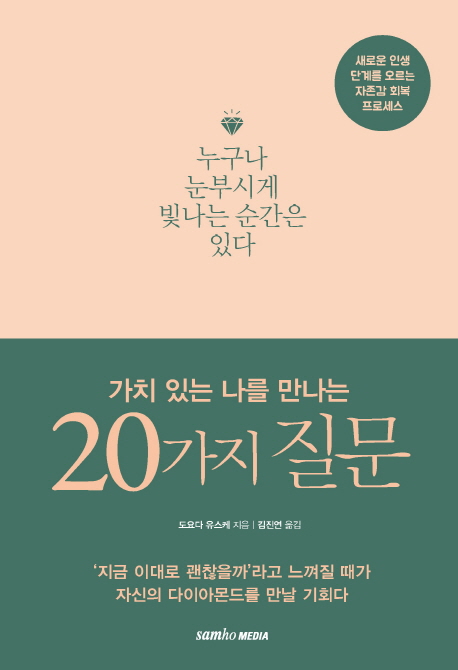 새로운 인생
단계를 오르는
자존감 회복
프로세스
누구나
눈부시게
빛나는 순간은
있다
가치 있는 나를 만나는
20가지 질문
도요다 유스케 지음 | 김진연 옮김
‘지금 이대로 괜찮을까’라고 느껴질 때가
자신의 다이아몬드를 만날 기회다
samho MEDIA